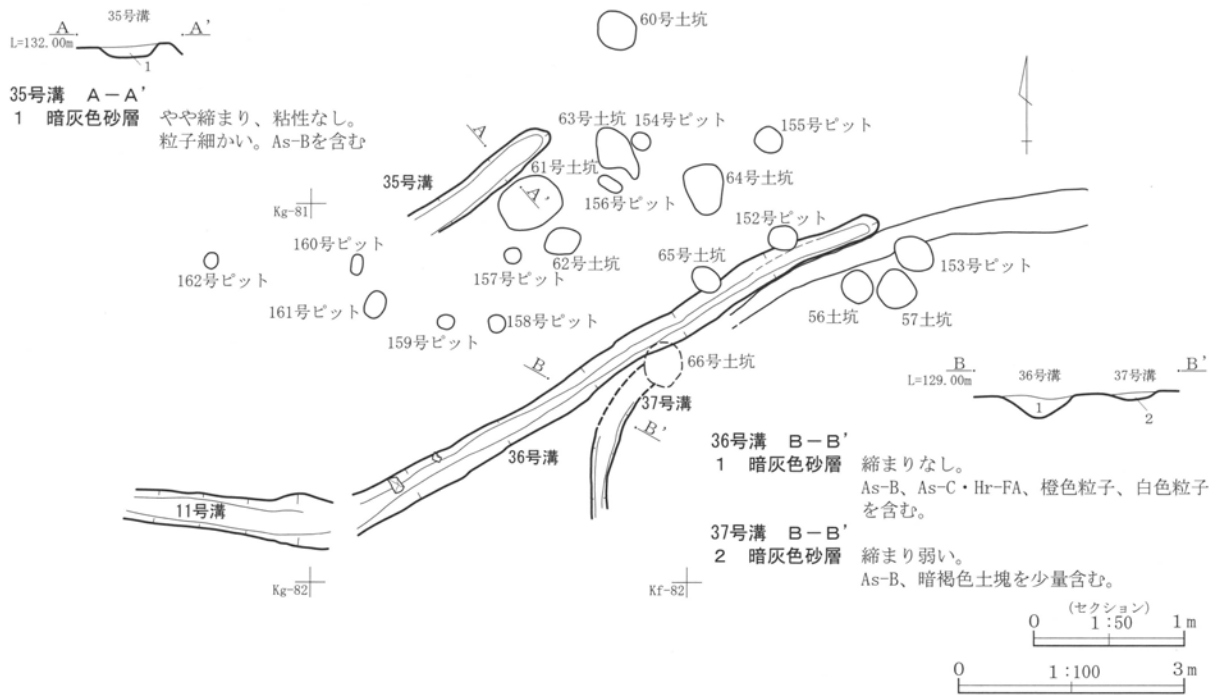 35号溝
A
A'
L=132.00m
1
35号溝 A-A'
1 暗灰色砂層 やや締まり、粘性なし。
粒子細かい。As-Bを含む
60号土坑
63号土坑
154号ピット
155号ピット
A
61号土坑
64号土坑
35号溝
A'
156号ピット
Kg-81
152号ピット
160号ピット
65号土坑
162号ピット
157号ピット
62号土坑
153号ピット
161号ピット
56土坑
57土坑
159号ピット
158号ピット
B
66号土坑
37号溝
B'
36号溝
11号溝
Kg-82
Kf-82
B
B'
L=129.00m
36号溝
37号溝
1
2
36号溝 B-B'
1 暗灰色砂層 締まりなし。
As-B、As-C・Hr-FA、橙色粒子、白色粒子
を含む。
37号溝 B-B'
2 暗灰色砂層 締まり弱い。
As-B、暗褐色土塊を少量含む。
(セクション)
0 1:50 1m
0 1:100 3m